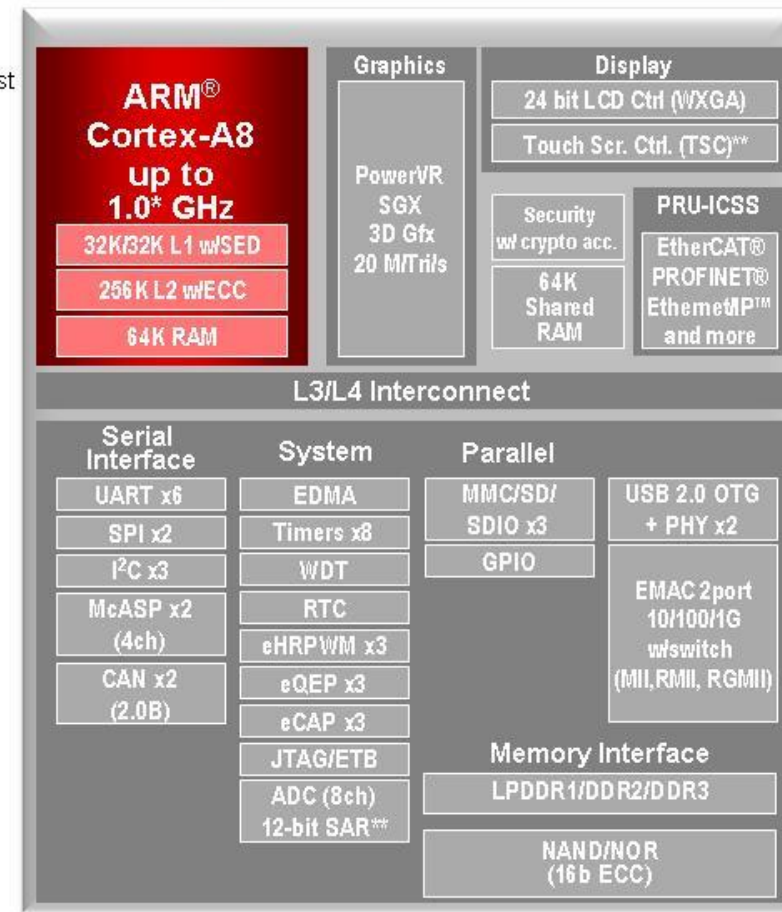 st
ARM®
Cortex-A8
up to
1.0* GHz
32K/32K L1 w/SED
256K L2 w/ECC
64K RAM
Graphics
PowerVR
SGX
3D Gfx
20 M/Tri/s
Display
24 bit LCD Ctrl (WXGA)
Touch Scr. Ctrl. (TSC)**
Security
w/ crypto acc.
64K
Shared
RAM
PRU-ICSS
EtherCAT®
PROFINET®
Ethernet/IP™
and more
L3/L4 Interconnect
Serial
Interface
UART x6
SPI x2
I²C x3
McASP x2
(4ch)
CAN x2
(2.0B)
System
EDMA
Timers x8
WDT
RTC
eHRPWM x3
eQEP x3
eCAP x3
JTAG/ETB
ADC (8ch)
12-bit SAR**
Parallel
MMC/SD/
SDIO x3
GPIO
USB 2.0 OTG
+ PHY x2
EMAC 2port
10/100/1G
w/switch
(MII,RMII, RGMII)
Memory Interface
LPDDR1/DDR2/DDR3
NAND/NOR
(16b ECC)